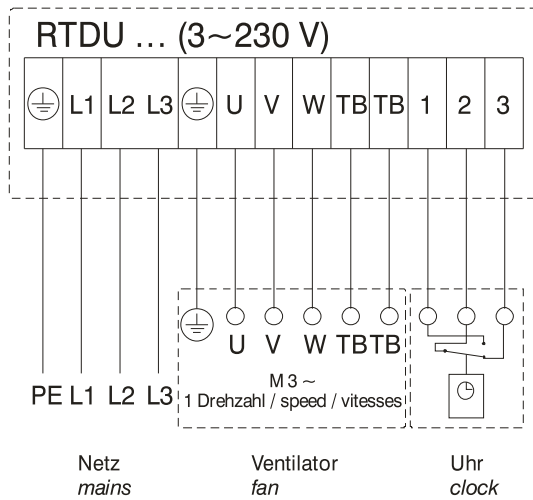 RTDU ... (3~230 V)
L1 L2 L3 U V W TB TB 1 2 3
U V W TB TB
M 3 ~
PE L1 L2 L3 1 Drehzahl / speed / vitesses
Netz Ventilator Uhr
mains fan clock